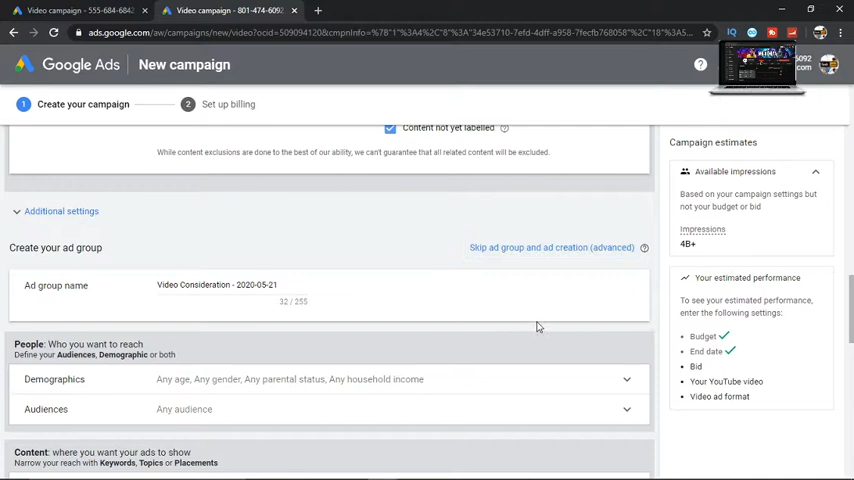 Video campaign - 555-684-6842
Video campaign - 801-474-6092
ads.google.com/aw/campaigns/new/video?ocid=509094120&cmpnInfo=%7B"1%3A4%2C"8%3A"34e53710-7efd-4dff-a958-7fecfb768058"%2C"18%3A%5...
Google Ads
New campaign
6092
com
1 Create your campaign
2 Set up billing
Content not yet labelled
While content exclusions are done to the best of our ability, we can't guarantee that all related content will be excluded.
Additional settings
Create your ad group
Skip ad group and ad creation (advanced)
Ad group name
Video Consideration - 2020-05-21
32 / 255
People: Who you want to reach
Define your Audiences, Demographic or both
Demographics
Any age, Any gender, Any parental status, Any household income
Audiences
Any audience
Content: where you want your ads to show
Narrow your reach with Keywords, Topics or Placements
Campaign estimates
Available impressions
Based on your campaign settings but
not your budget or bid
Impressions
4B+
Your estimated performance
To see your estimated performance,
enter the following settings:
Budget
End date
Bid
Your YouTube video
Video ad format